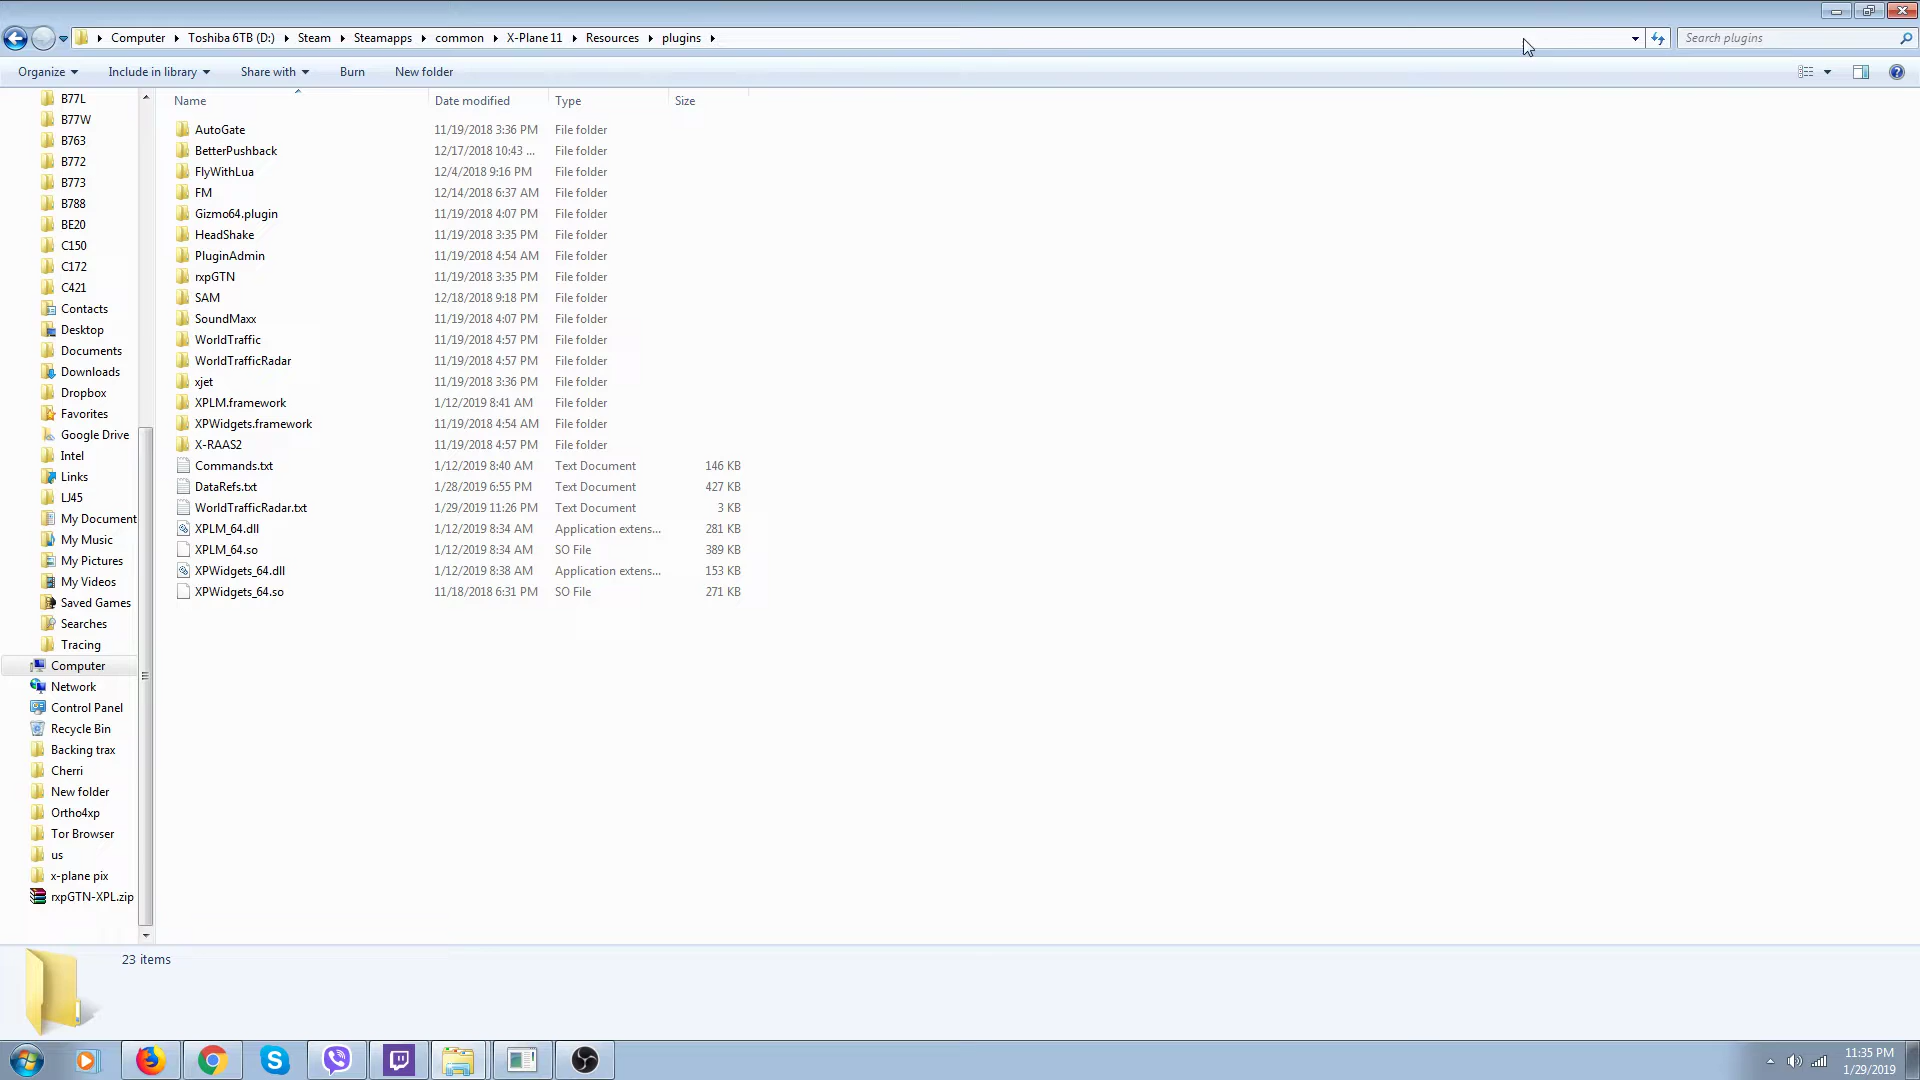 Computer Toshiba 6TB (D:) Steam Steamapps common X-Plane 11 Resources plugins Search plugins
Organize Include in library Share with Burn New folder
Name Date modified Type Size
B77L
B77W
B763
B772
B773
B788
BE20
C150
C172
C421
Contacts
Desktop
Documents
Downloads
Dropbox
Favorites
Google Drive
Intel
Links
LJ45
My Document
My Music
My Pictures
My Videos
Saved Games
Searches
Tracing
Computer
Network
Control Panel
Recycle Bin
Backing trax
Cherri
New folder
Ortho4xp
Tor Browser
us
x-plane pix
rxpGTN-XPL.zip
AutoGate 11/19/2018 3:36 PM File folder
BetterPushback 12/17/2018 10:43 ... File folder
FlyWithLua 12/4/2018 9:16 PM File folder
FM 12/14/2018 6:37 AM File folder
Gizmo64.plugin 11/19/2018 4:07 PM File folder
HeadShake 11/19/2018 3:35 PM File folder
PluginAdmin 11/19/2018 4:54 AM File folder
rxpGTN 11/19/2018 3:35 PM File folder
SAM 12/18/2018 9:18 PM File folder
SoundMaxx 11/19/2018 4:07 PM File folder
WorldTraffic 11/19/2018 4:57 PM File folder
WorldTrafficRadar 11/19/2018 4:57 PM File folder
xjet 11/19/2018 3:36 PM File folder
XPLM.framework 1/12/2019 8:41 AM File folder
XPWidgets.framework 11/19/2018 4:54 AM File folder
X-RAAS2 11/19/2018 4:57 PM File folder
Commands.txt 1/12/2019 8:40 AM Text Document 146 KB
DataRefs.txt 1/28/2019 6:55 PM Text Document 427 KB
WorldTrafficRadar.txt 1/29/2019 11:26 PM Text Document 3 KB
XPLM_64.dll 1/12/2019 8:34 AM Application extens... 281 KB
XPLM_64.so 1/12/2019 8:34 AM SO File 389 KB
XPWidgets_64.dll 1/12/2019 8:38 AM Application extens... 153 KB
XPWidgets_64.so 11/18/2018 6:31 PM SO File 271 KB
23 items
11:35 PM
1/29/2019